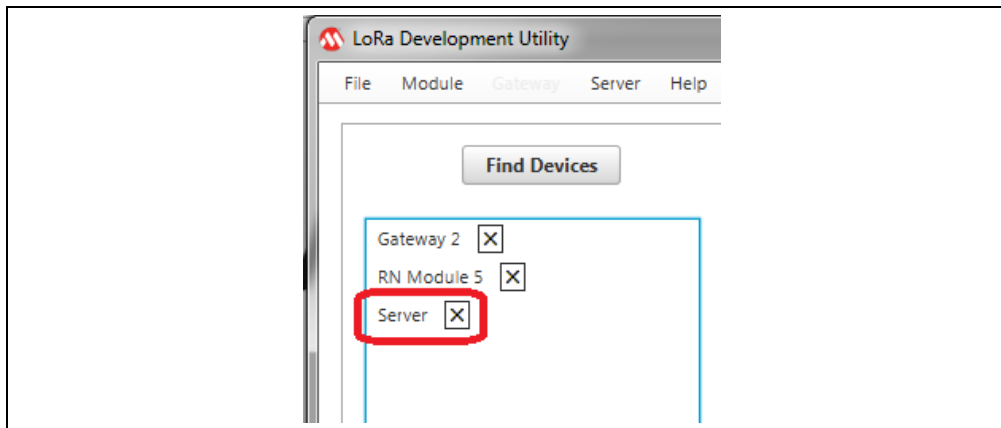 LoRa Development Utility
File Module Gateway Server Help
Find Devices
Gateway 2
RN Module 5
Server